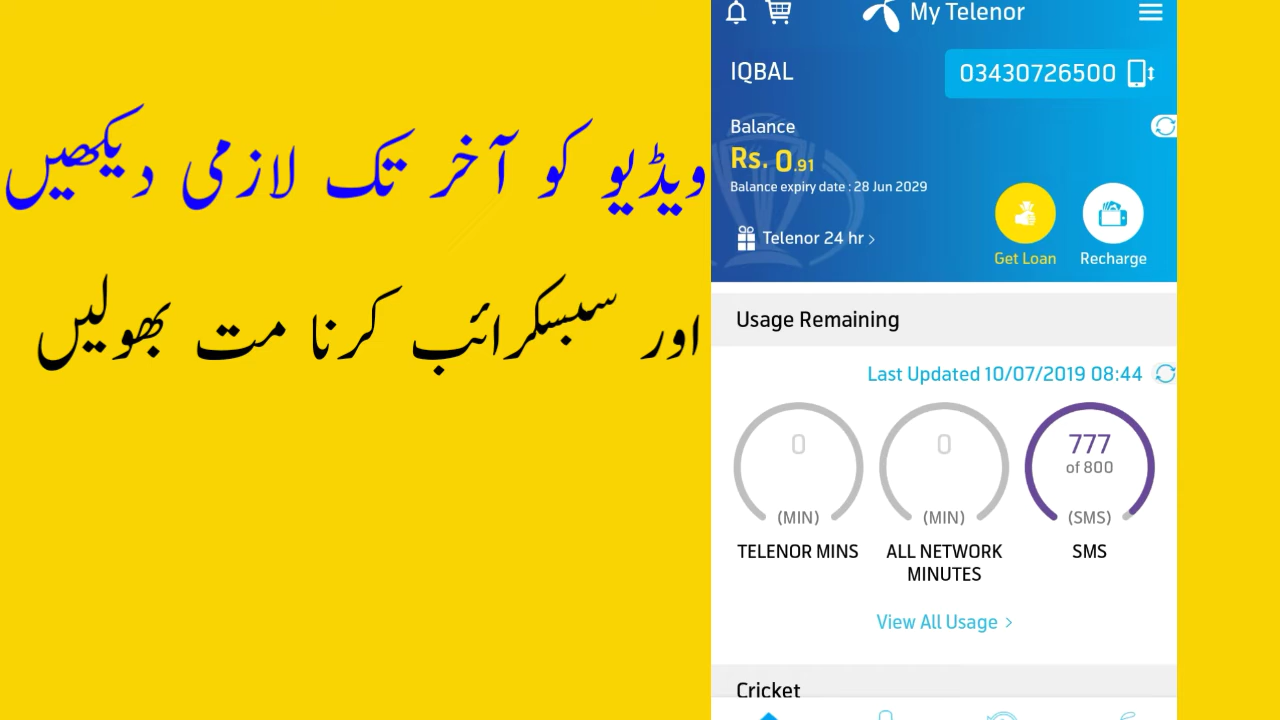 ویڈیو کو آخر تک لازمی دیکھیں
اور سبسکرائب کرنا مت بھولیں
My Telenor
IQBAL
03430726500
Balance
Rs. 0.91
Balance expiry date : 28 Jun 2029
Telenor 24 hr >
Get Loan
Recharge
Usage Remaining
Last Updated 10/07/2019 08:44
0
(MIN)
TELENOR MINS
0
(MIN)
ALL NETWORK
MINUTES
777
of 800
(SMS)
SMS
View All Usage >
Cricket